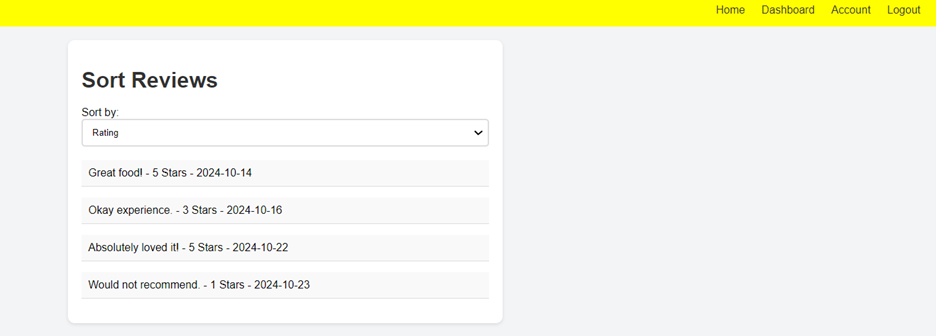 Home Dashboard Account Logout
Sort Reviews
Sort by:
Rating
Great food! - 5 Stars - 2024-10-14
Okay experience. - 3 Stars - 2024-10-16
Absolutely loved it! - 5 Stars - 2024-10-22
Would not recommend. - 1 Stars - 2024-10-23